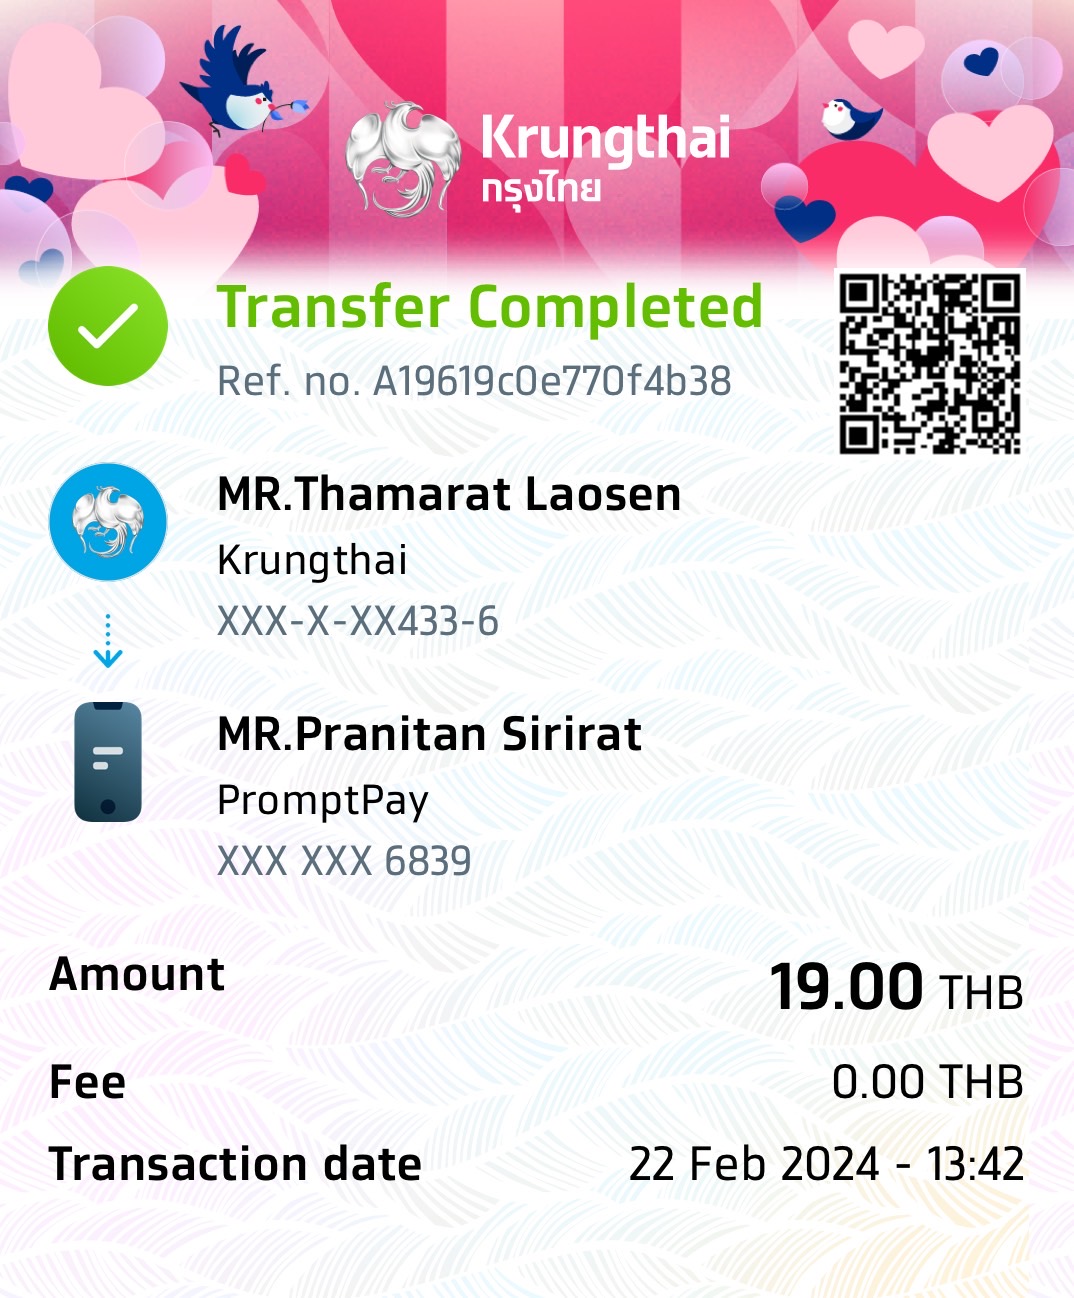 Krungthai
กรุงไทย
Transfer Completed
Ref. no. A19619c0e770f4b38
MR.Thamarat Laosen
Krungthai
XXX-X-XX433-6
MR.Pranitan Sirirat
PromptPay
XXX XXX 6839
Amount 19.00 THB
Fee 0.00 THB
Transaction date 22 Feb 2024 - 13:42